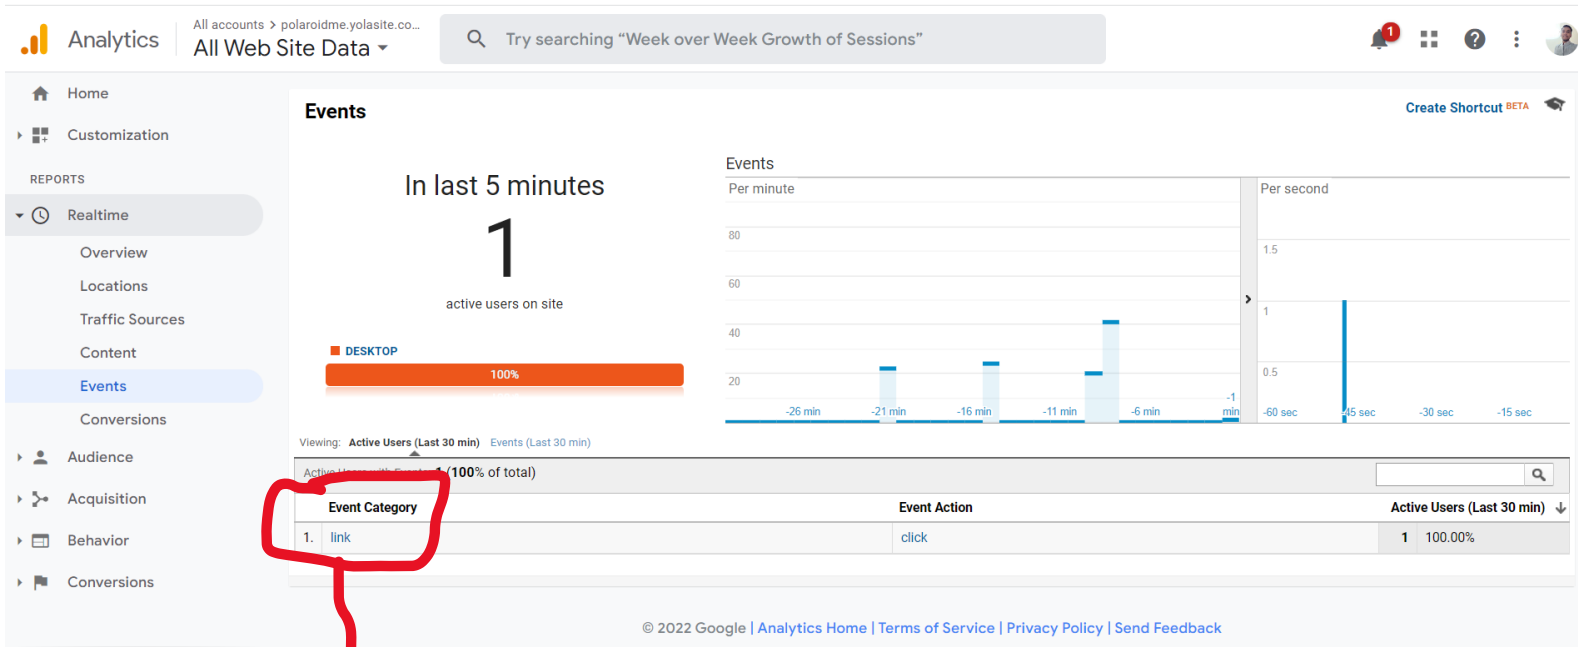 All accounts > polaroidme.yolasite.co...
Analytics
All Web Site Data
Try searching “Week over Week Growth of Sessions”
1
Home
Customization
REPORTS
Realtime
Overview
Locations
Traffic Sources
Content
Events
Conversions
Audience
Acquisition
Behavior
Conversions
Events
Create Shortcut BETA
In last 5 minutes
1
active users on site
DESKTOP
100%
Events
Per minute
80
60
40
20
-26 min
-21 min
-16 min
-11 min
-6 min
-1
min
Per second
1.5
1
0.5
-60 sec
-45 sec
-30 sec
-15 sec
Viewing: Active Users (Last 30 min) Events (Last 30 min)
Active Users with Events: 1 (100% of total)
Event Category Event Action Active Users (Last 30 min)
1. link click 1 100.00%
© 2022 Google | Analytics Home | Terms of Service | Privacy Policy | Send Feedback